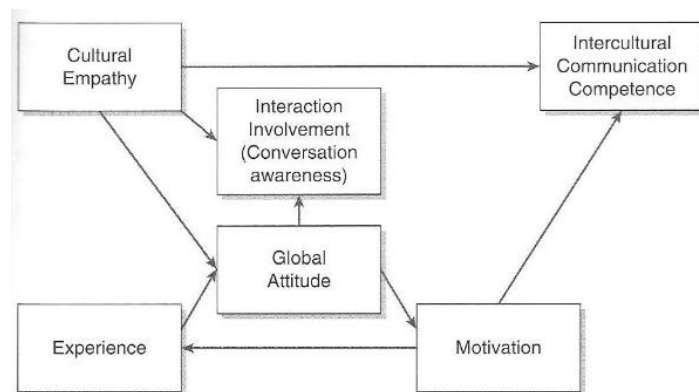 Cultural
Empathy
Intercultural
Communication
Competence
Interaction
Involvement
(Conversation
awareness)
Global
Attitude
Experience
Motivation